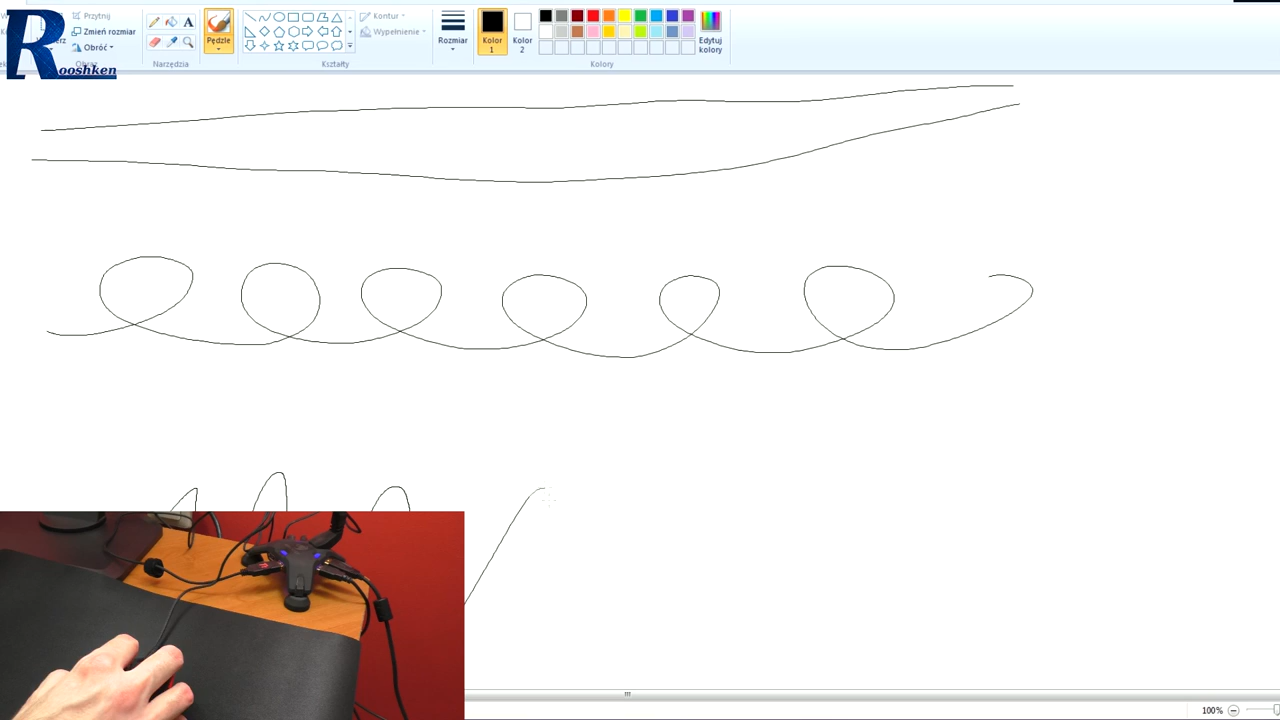 Rooshken
Przytnij
Zmień rozmiar
Obróć
Obraz
Narzędzia
Pędzle
Kontur
Wypełnienie
Kształty
Rozmiar
Kolor 1
Kolor 2
Edytuj kolory
Kolory
100%